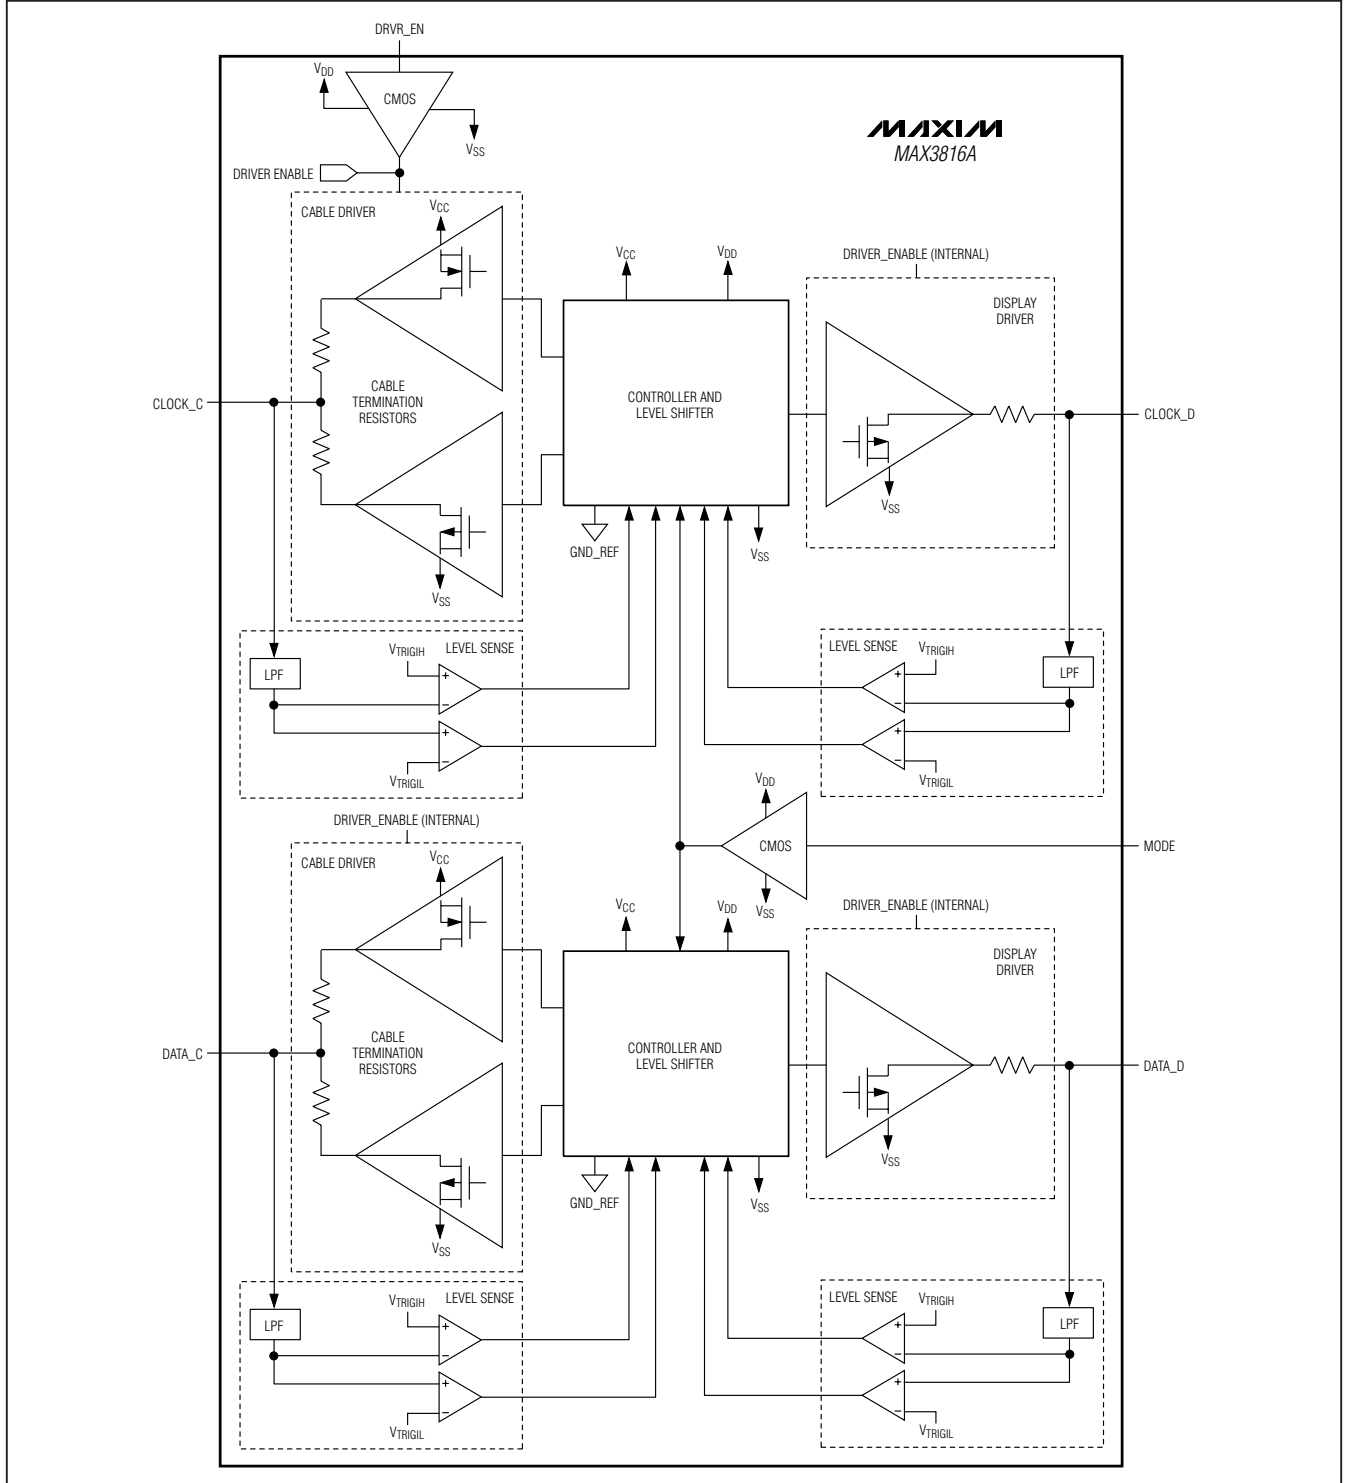 DRVR_EN
VDD
CMOS
VSS
MAXIM
MAX3816A
DRIVER ENABLE
CABLE DRIVER
VCC
CABLE
TERMINATION
RESISTORS
VSS
CLOCK_C
VCC
VDD
CONTROLLER AND
LEVEL SHIFTER
GND_REF
VSS
DRIVER_ENABLE (INTERNAL)
DISPLAY
DRIVER
VSS
CLOCK_D
LEVEL SENSE
VTRIGIH
LPF
+
−
+
−
VTRIGIL
LEVEL SENSE
VTRIGIH
LPF
+
−
+
−
VTRIGIL
VDD
CMOS
VSS
MODE
DRIVER_ENABLE (INTERNAL)
CABLE DRIVER
VCC
CABLE
TERMINATION
RESISTORS
VSS
DATA_C
VCC
VDD
CONTROLLER AND
LEVEL SHIFTER
GND_REF
VSS
DRIVER_ENABLE (INTERNAL)
DISPLAY
DRIVER
VSS
DATA_D
LEVEL SENSE
VTRIGIH
LPF
+
−
+
−
VTRIGIL
LEVEL SENSE
VTRIGIH
LPF
+
−
+
−
VTRIGIL